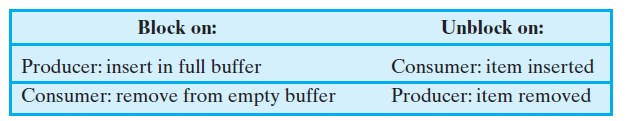 Block on: Unblock on:
Producer: insert in full buffer Consumer: item inserted
Consumer: remove from empty buffer Producer: item removed